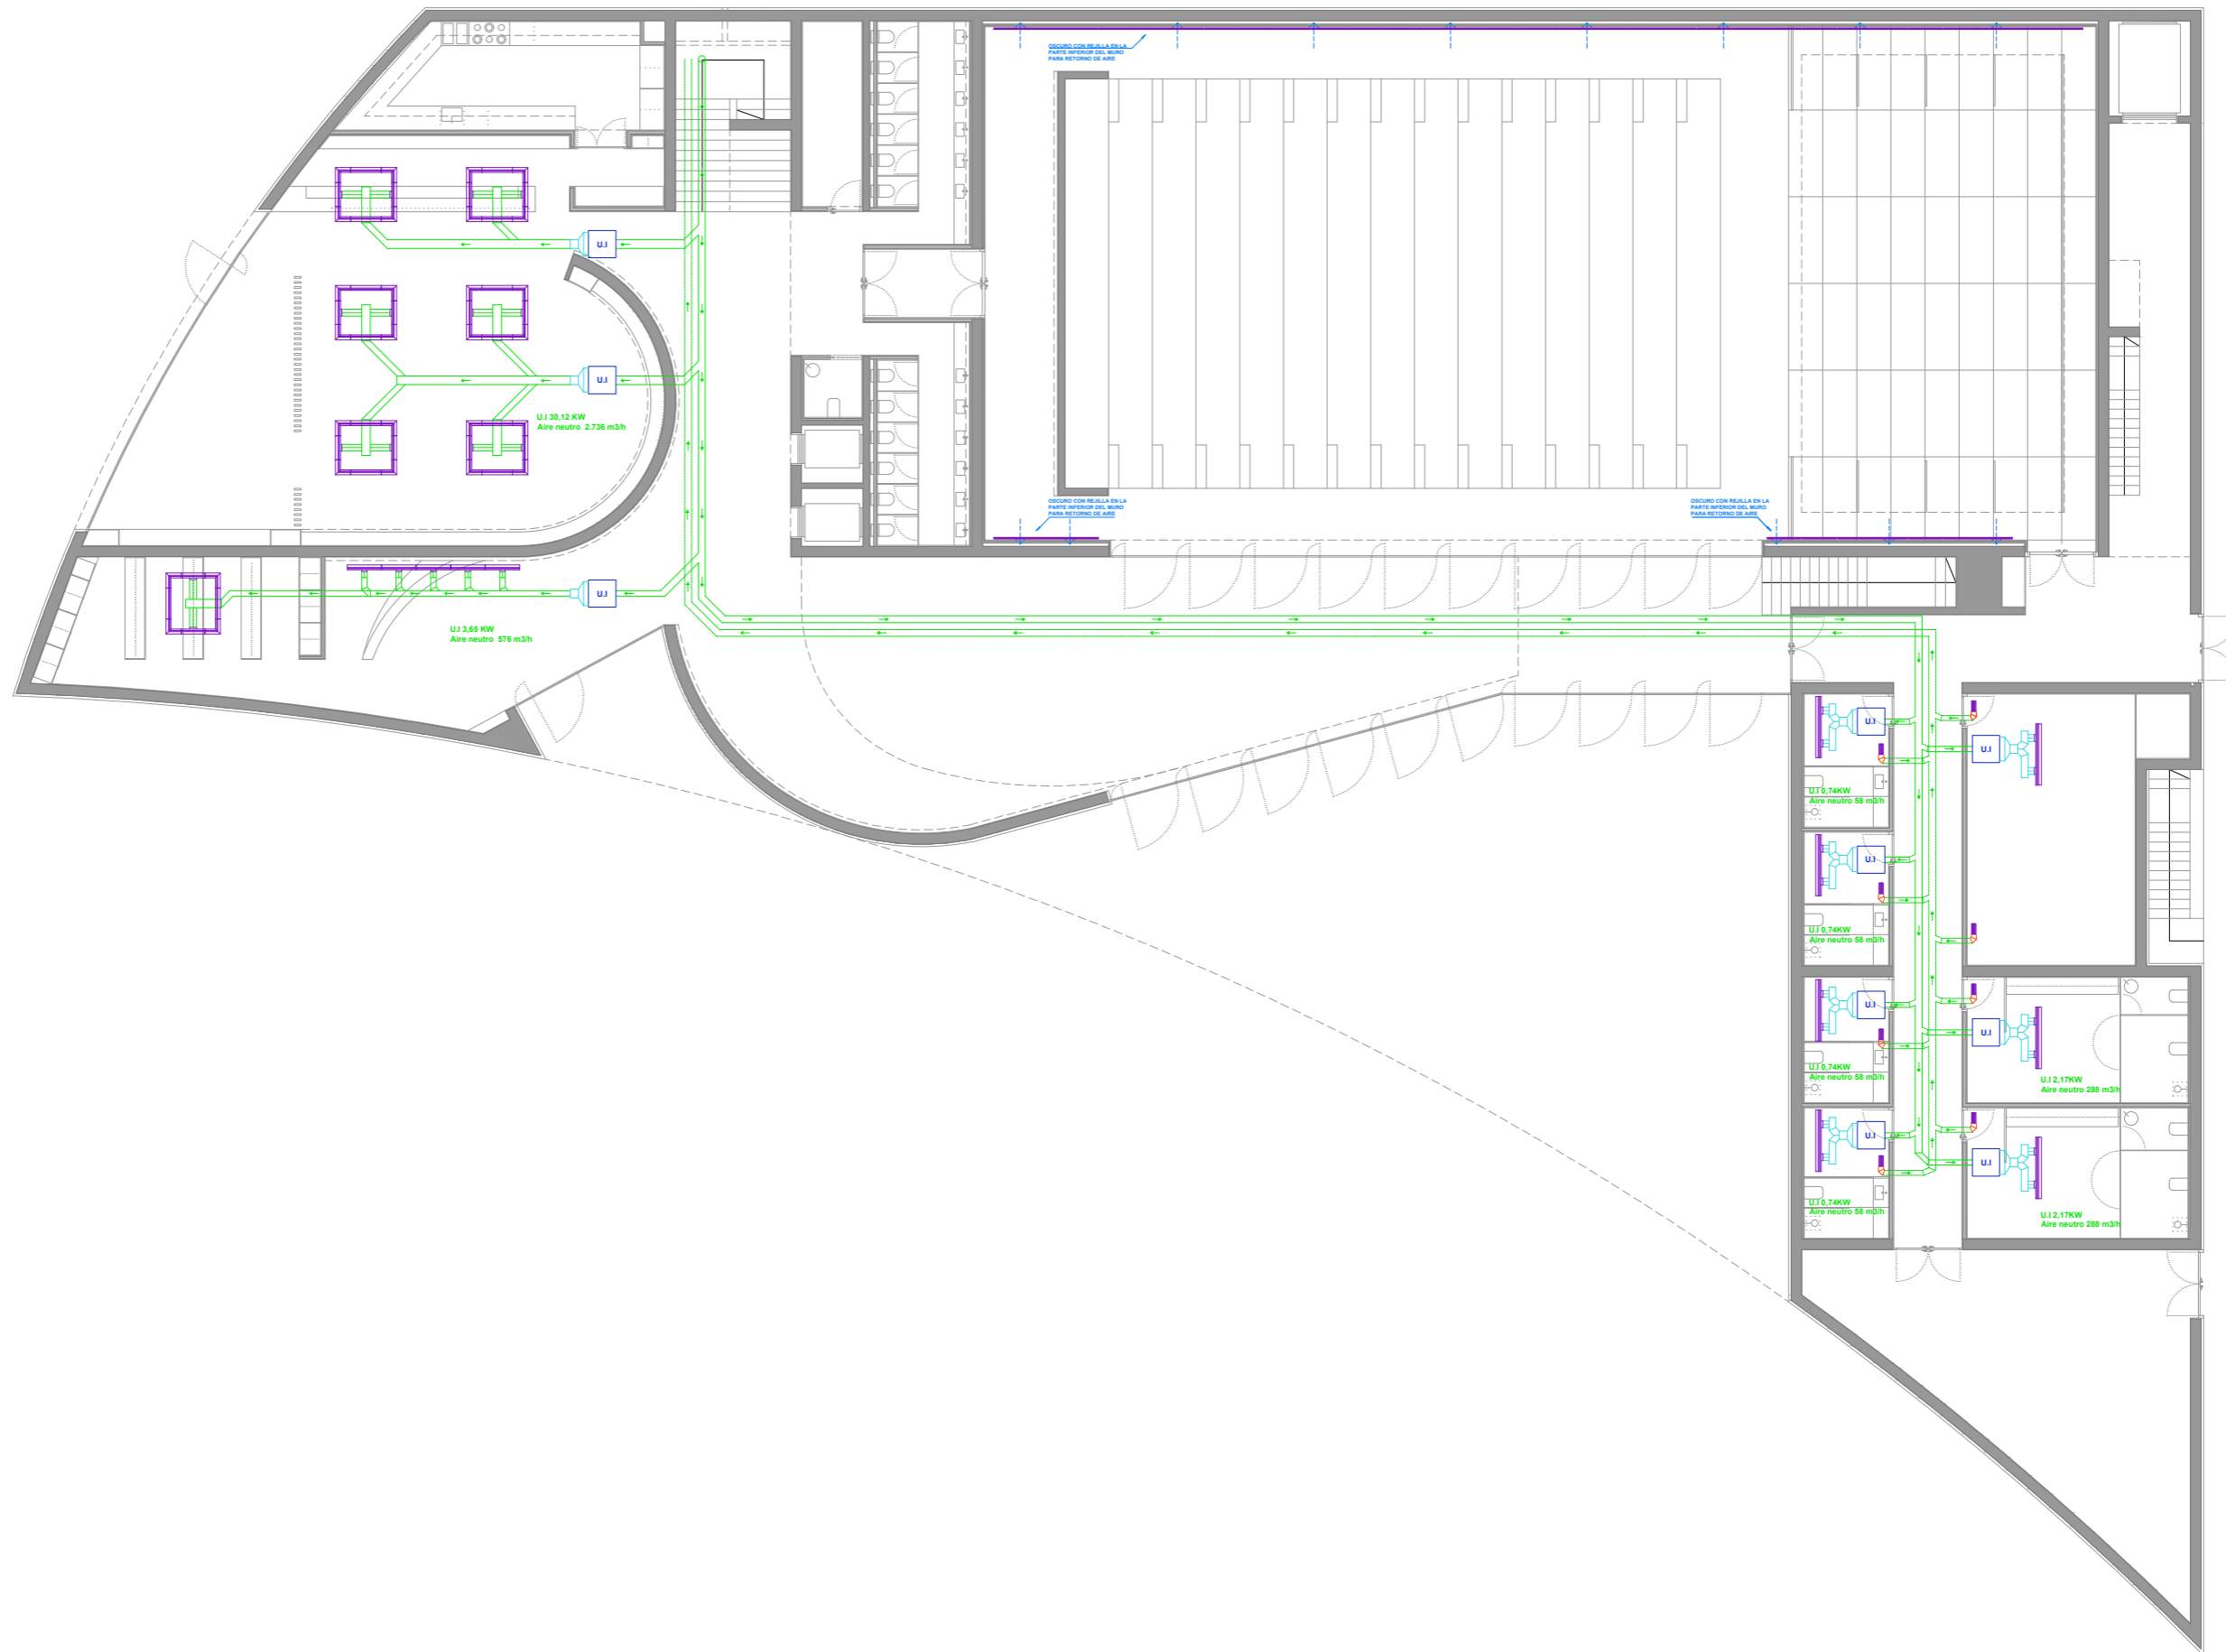 OSCURO CON REJILLA EN LA
PARTE INFERIOR DEL MURO
PARA RETORNO DE AIRE
U.I
U.I
U.I 30,12 KW
Aire neutro 2.736 m3/h
OSCURO CON REJILLA EN LA
PARTE INFERIOR DEL MURO
PARA RETORNO DE AIRE
OSCURO CON REJILLA EN LA
PARTE INFERIOR DEL MURO
PARA RETORNO DE AIRE
U.I
U.I 3,65 KW
Aire neutro 576 m3/h
U.I
U.I
U.I 0,74KW
Aire neutro 58 m3/h
U.I
U.I 0,74KW
Aire neutro 58 m3/h
U.I
U.I
U.I 0,74KW
Aire neutro 58 m3/h
U.I 2,17KW
Aire neutro 288 m3/h
U.I
U.I
U.I 0,74KW
Aire neutro 58 m3/h
U.I 2,17KW
Aire neutro 288 m3/h